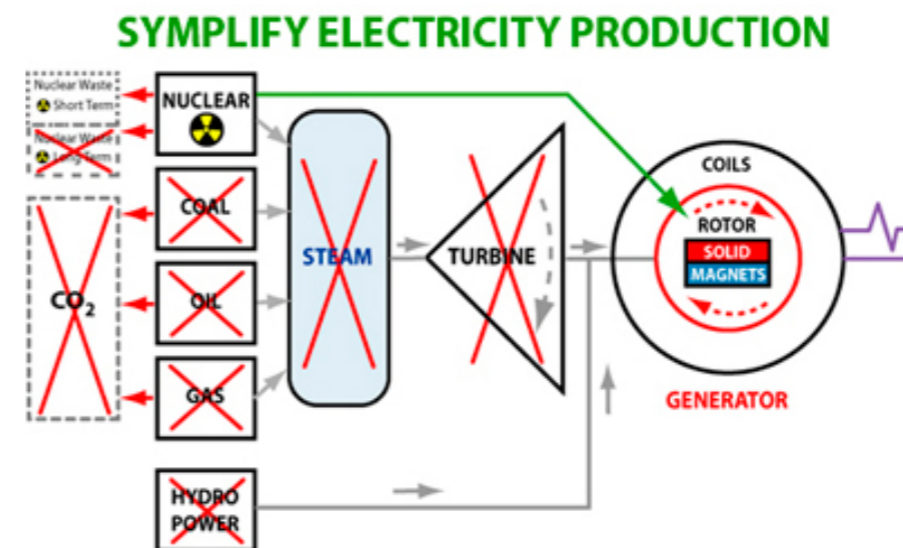 SYMPLIFY ELECTRICITY PRODUCTION
Nuclear Waste
Short Term
Nuclear Waste
Long Term
NUCLEAR
COAL
OIL
GAS
HYDRO
POWER
CO₂
STEAM
TURBINE
COILS
ROTOR
SOLID
MAGNETS
GENERATOR